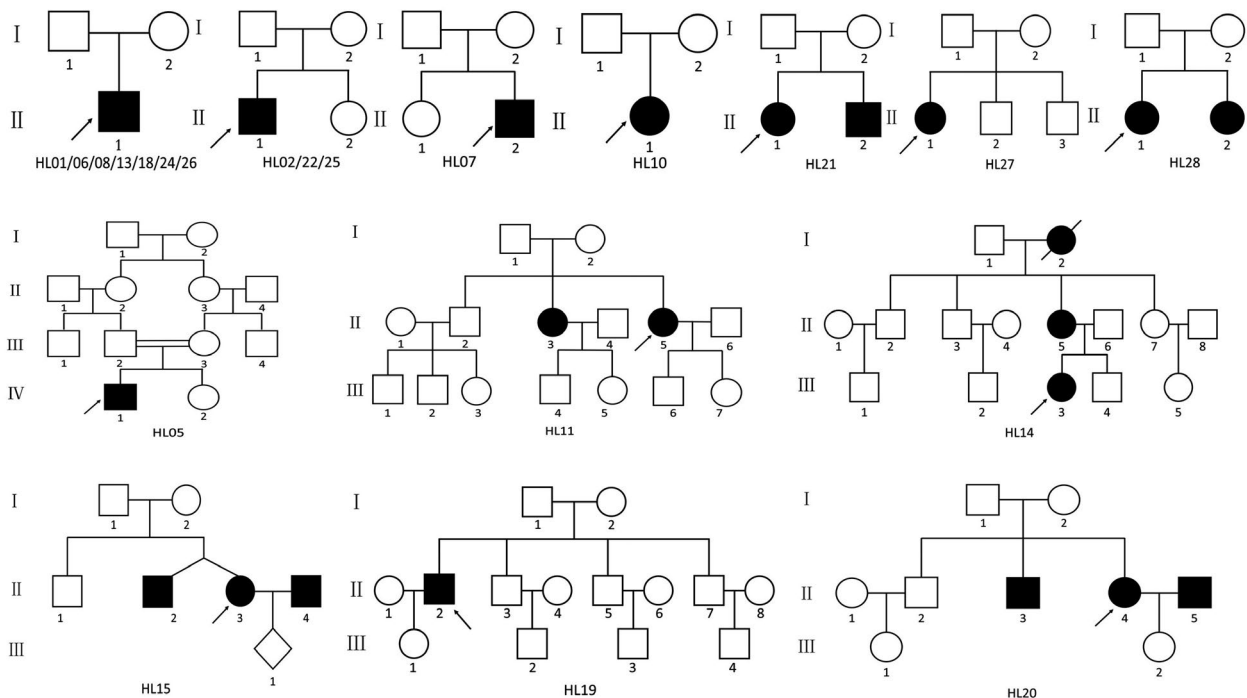 I
1 2
II
1
HL01/06/08/13/18/24/26
I
1 2
II
1 2
HL02/22/25
I
1 2
II
1 2
HL07
I
1 2
II
1
HL10
I
1 2
II
1 2
HL21
I
1 2
II
1 2 3
HL27
I
1 2
II
1 2
HL28
I
1 2
II
1 2 3 4
III
1 2 3 4
IV
1 2
HL05
I
1 2
II
1 2 3 4 5 6
III
1 2 3 4 5 6 7
HL11
I
1 2
II
1 2 3 4 5 6 7 8
III
1 2 3 4 5
HL14
I
1 2
II
1 2 3 4
III
1
HL15
I
1 2
II
1 2 3 4 5 6 7 8
III
1 2 3 4
HL19
I
1 2
II
1 2 3 4 5
III
1 2
HL20